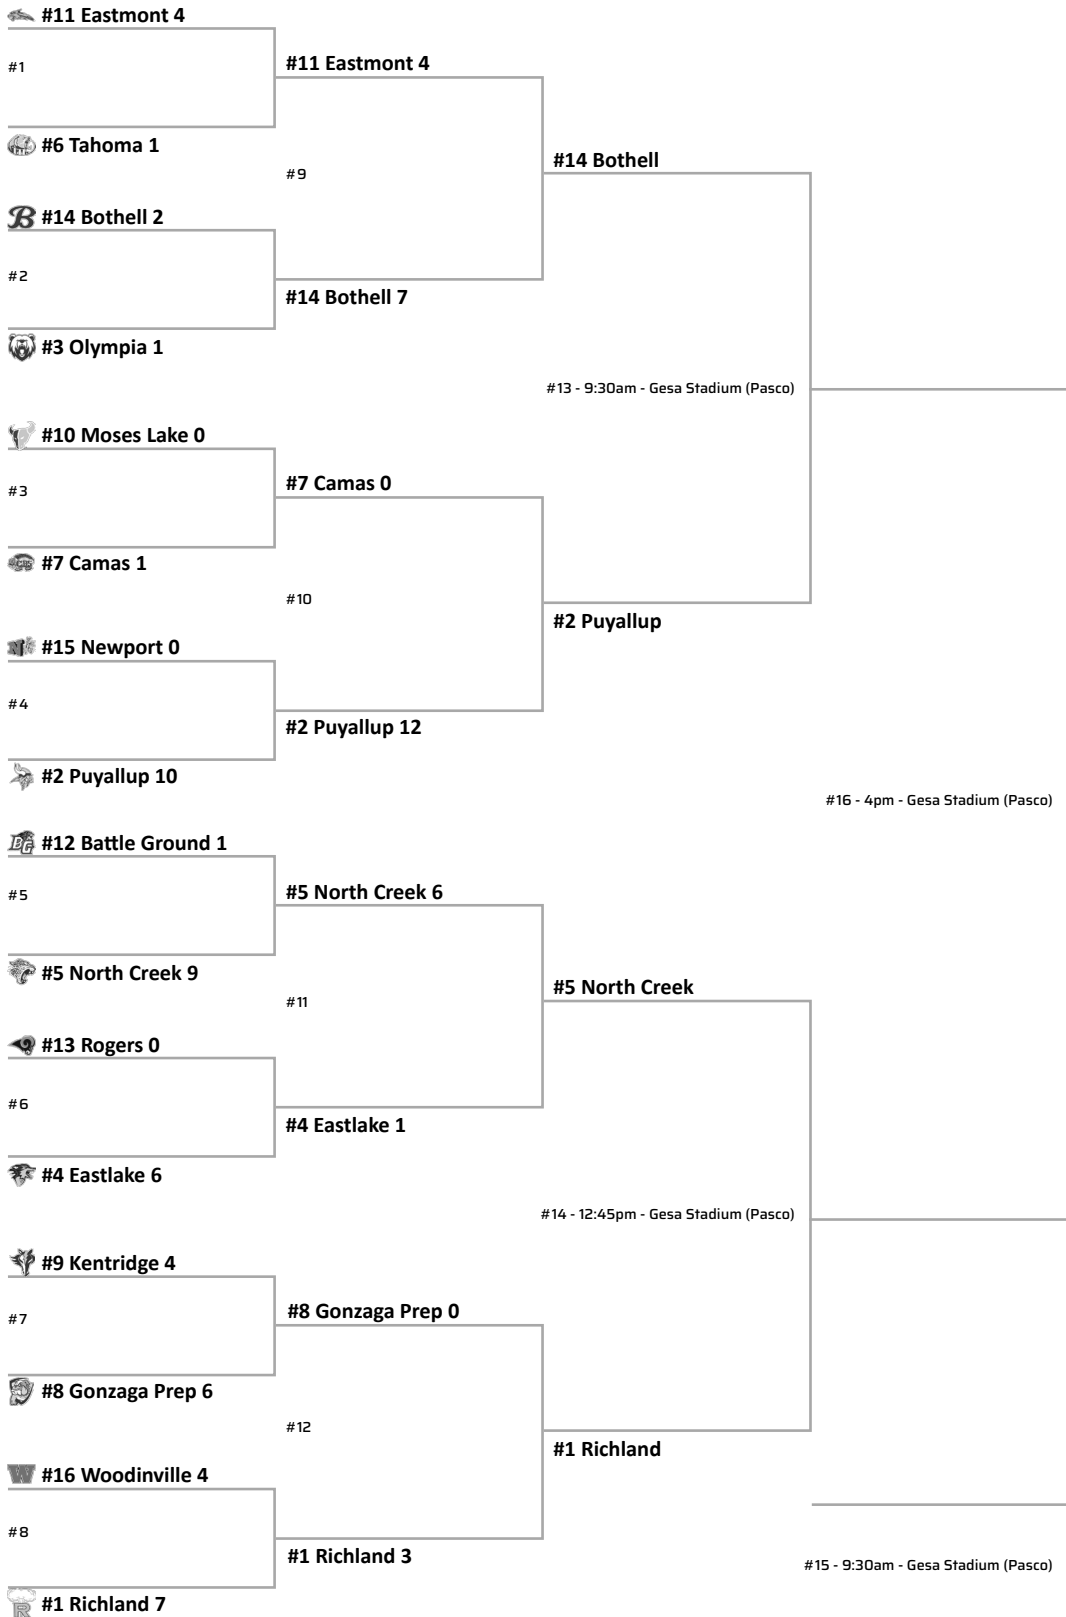 #11 Eastmont 4
#1
#6 Tahoma 1
#11 Eastmont 4
#9
#14 Bothell 2
#2
#3 Olympia 1
#14 Bothell 7
#14 Bothell
#13 - 9:30am - Gesa Stadium (Pasco)
#10 Moses Lake 0
#3
#7 Camas 1
#7 Camas 0
#10
#15 Newport 0
#4
#2 Puyallup 10
#2 Puyallup 12
#2 Puyallup
#16 - 4pm - Gesa Stadium (Pasco)
#12 Battle Ground 1
#5
#5 North Creek 9
#5 North Creek 6
#11
#13 Rogers 0
#6
#4 Eastlake 6
#4 Eastlake 1
#5 North Creek
#14 - 12:45pm - Gesa Stadium (Pasco)
#9 Kentridge 4
#7
#8 Gonzaga Prep 6
#8 Gonzaga Prep 0
#12
#16 Woodinville 4
#8
#1 Richland 7
#1 Richland 3
#1 Richland
#15 - 9:30am - Gesa Stadium (Pasco)